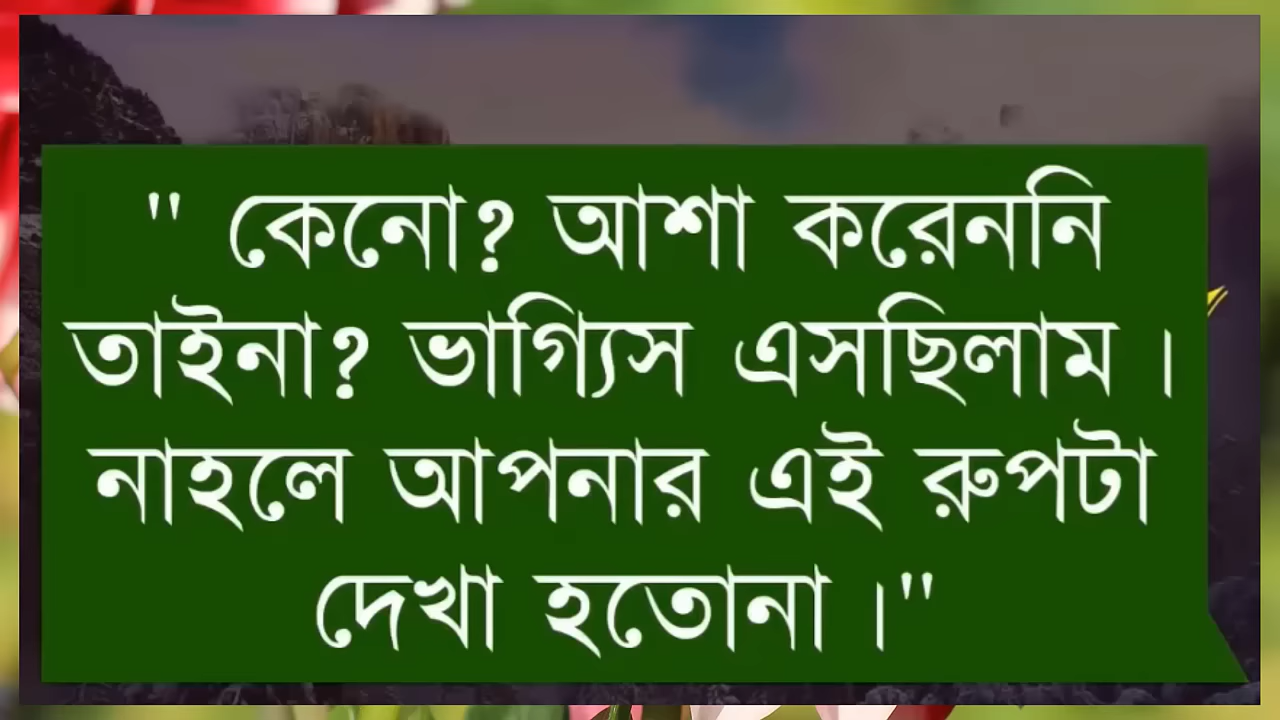 " কেনো? আশা করেননি
তাইনা? ভাগ্যিস এসছিলাম ।
নাহলে আপনার এই রুপটা
দেখা হতোনা ।"